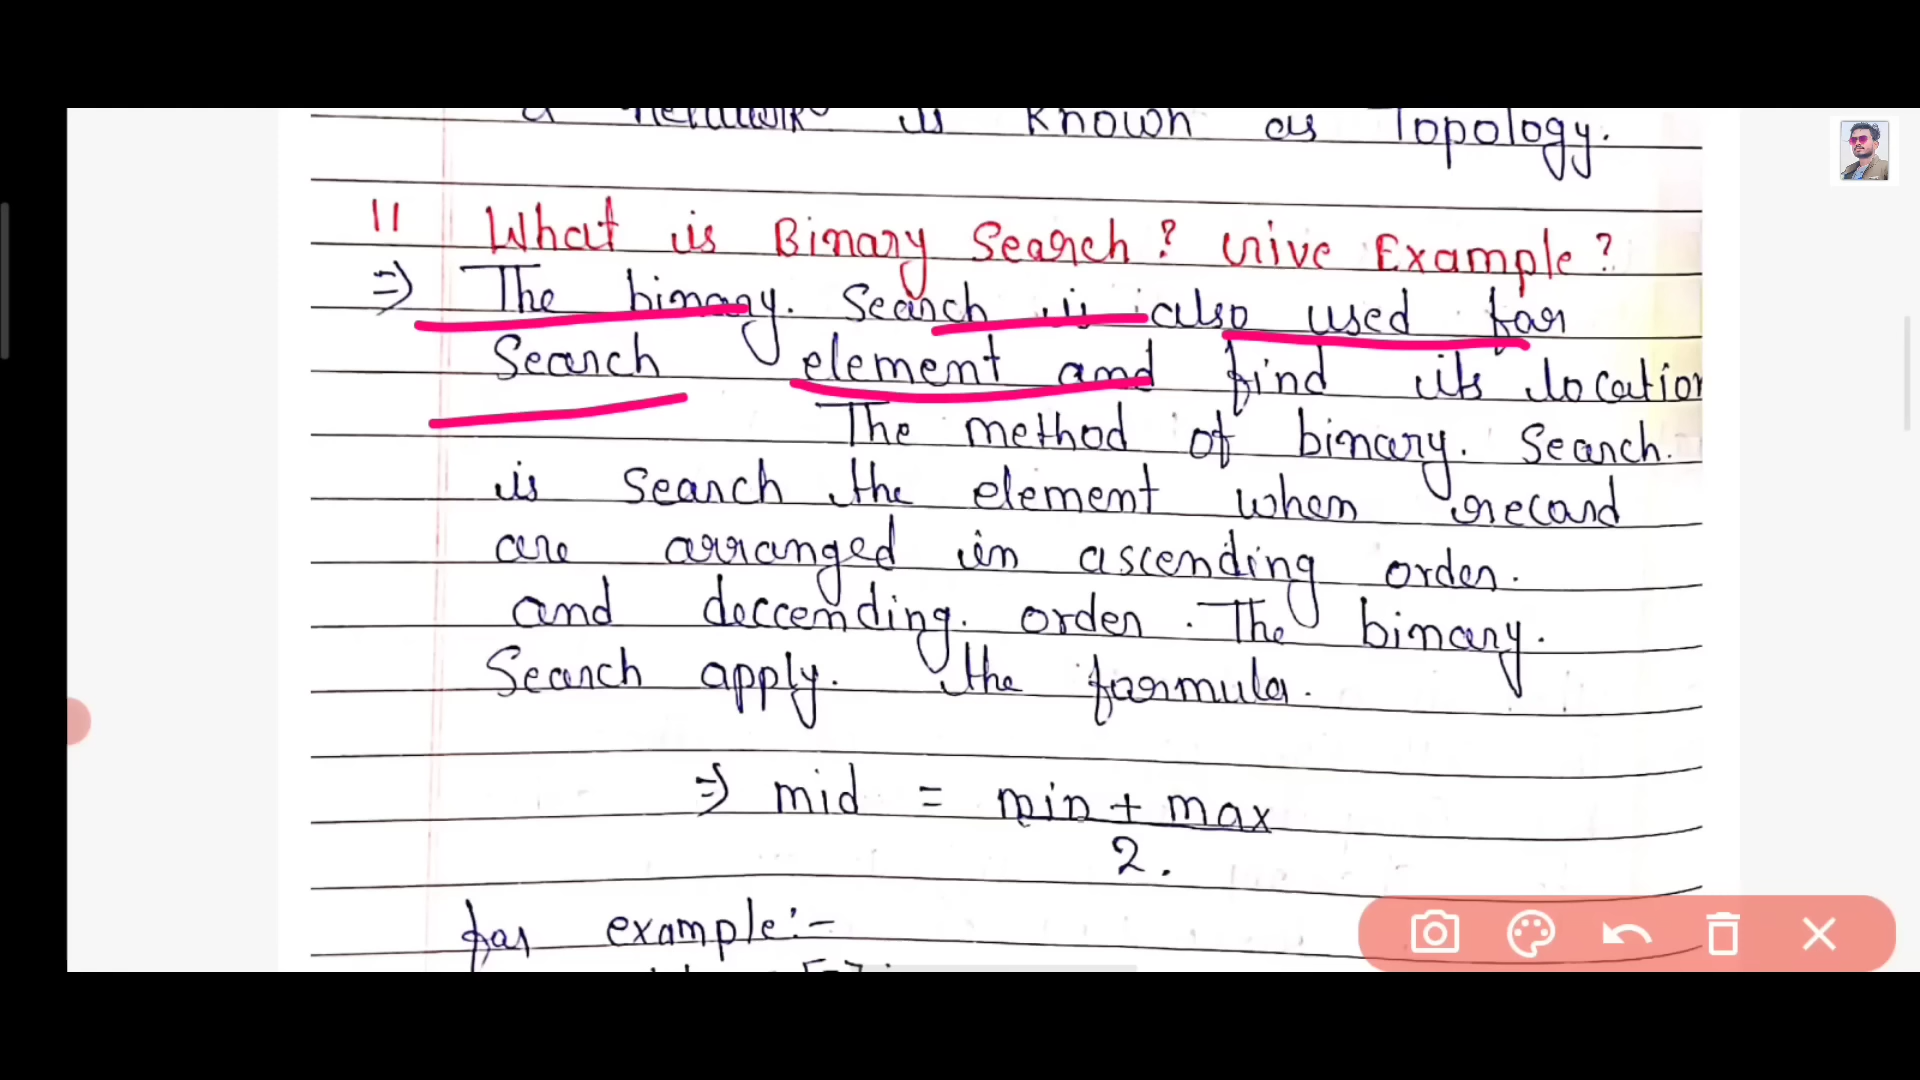 a network is known as Topology.
11 What is Binary Search? Give Example?
⇒ The binary. Search is also used for
Search element and find its location
The method of binary. Search.
is search the element when record
are arranged in ascending order.
and deccending. order. The binary.
Search apply. the formula.
⇒ mid = min + max
2.
for example:-